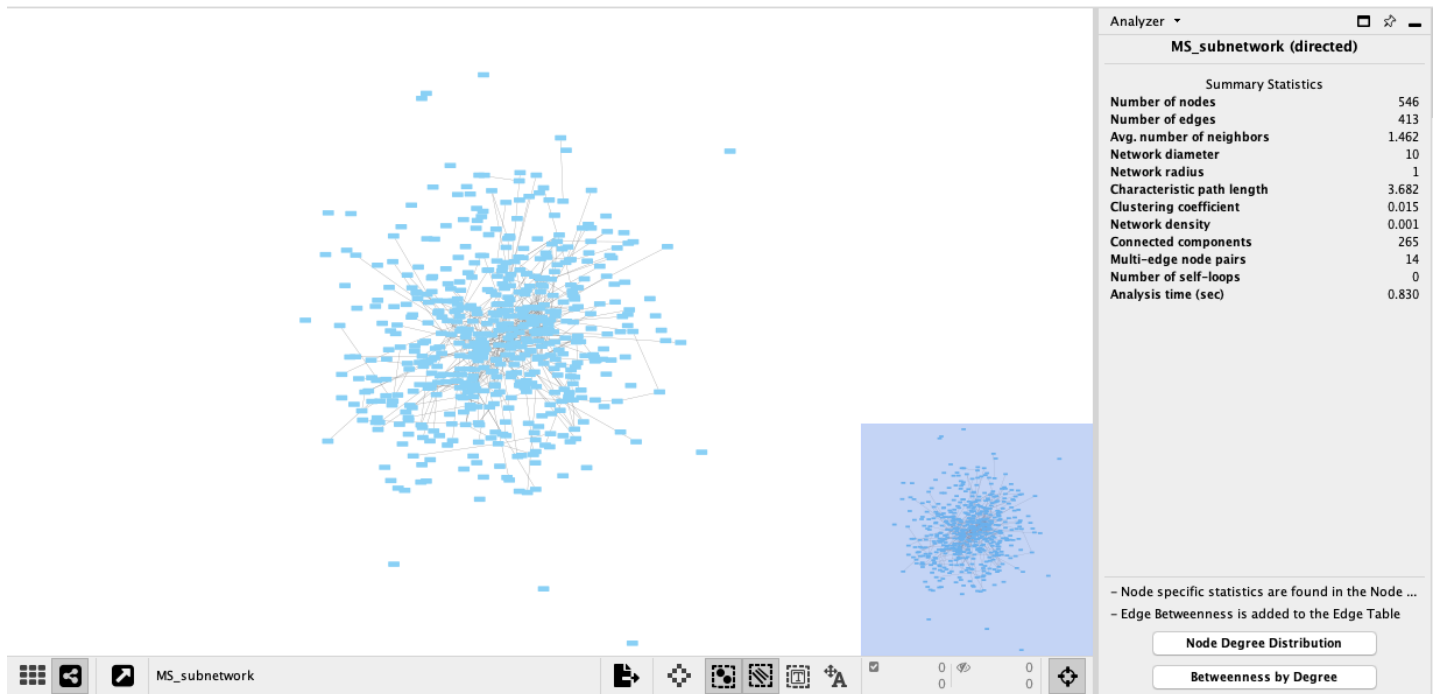 Analyzer
MS_subnetwork (directed)
Summary Statistics
Number of nodes 546
Number of edges 413
Avg. number of neighbors 1.462
Network diameter 10
Network radius 1
Characteristic path length 3.682
Clustering coefficient 0.015
Network density 0.001
Connected components 265
Multi-edge node pairs 14
Number of self-loops 0
Analysis time (sec) 0.830
– Node specific statistics are found in the Node ...
– Edge Betweenness is added to the Edge Table
Node Degree Distribution
Betweenness by Degree
MS_subnetwork
T
A
0 0
0 0